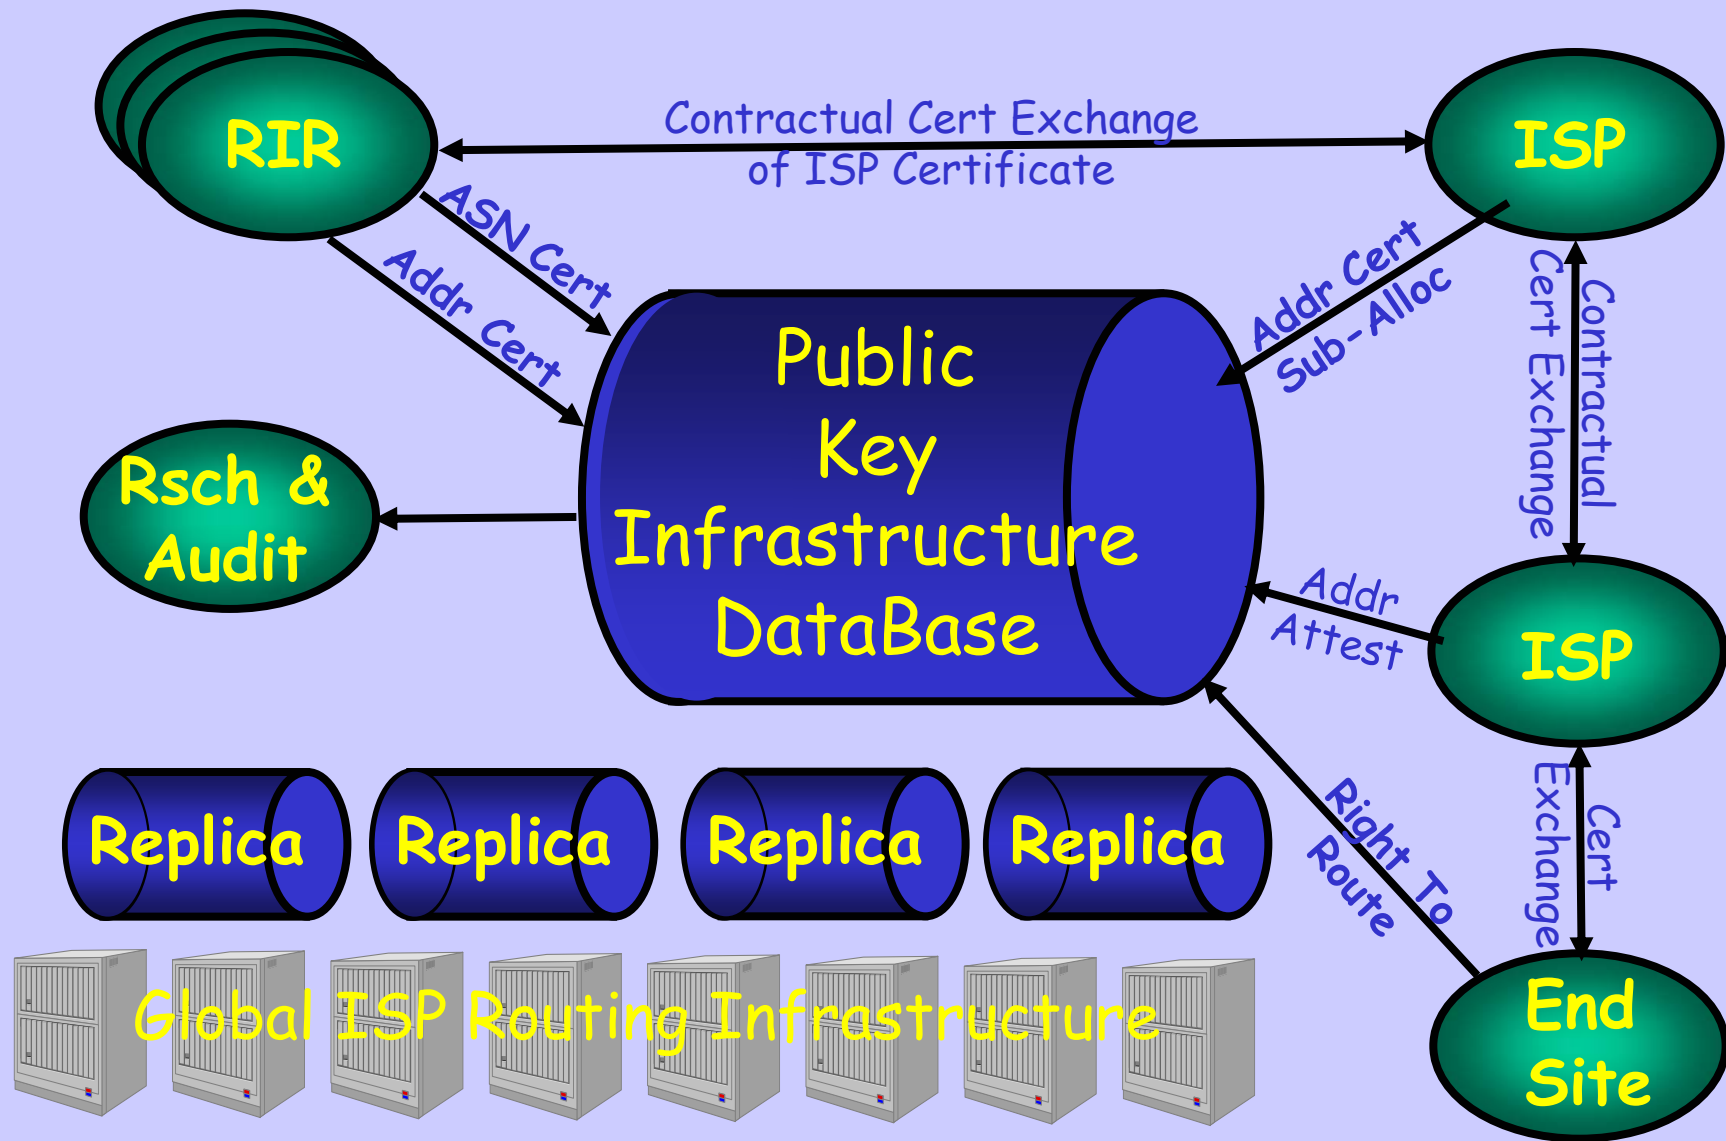 RIR
Contractual Cert Exchange
of ISP Certificate
ISP
ASN Cert
Addr Cert
Addr Cert
Sub-Alloc
Contractual
Cert Exchange
Public
Key
Infrastructure
DataBase
Rsch &
Audit
Addr
Attest
ISP
Right To
Route
Cert
Exchange
Replica
Replica
Replica
Replica
Global ISP Routing Infrastructure
End
Site